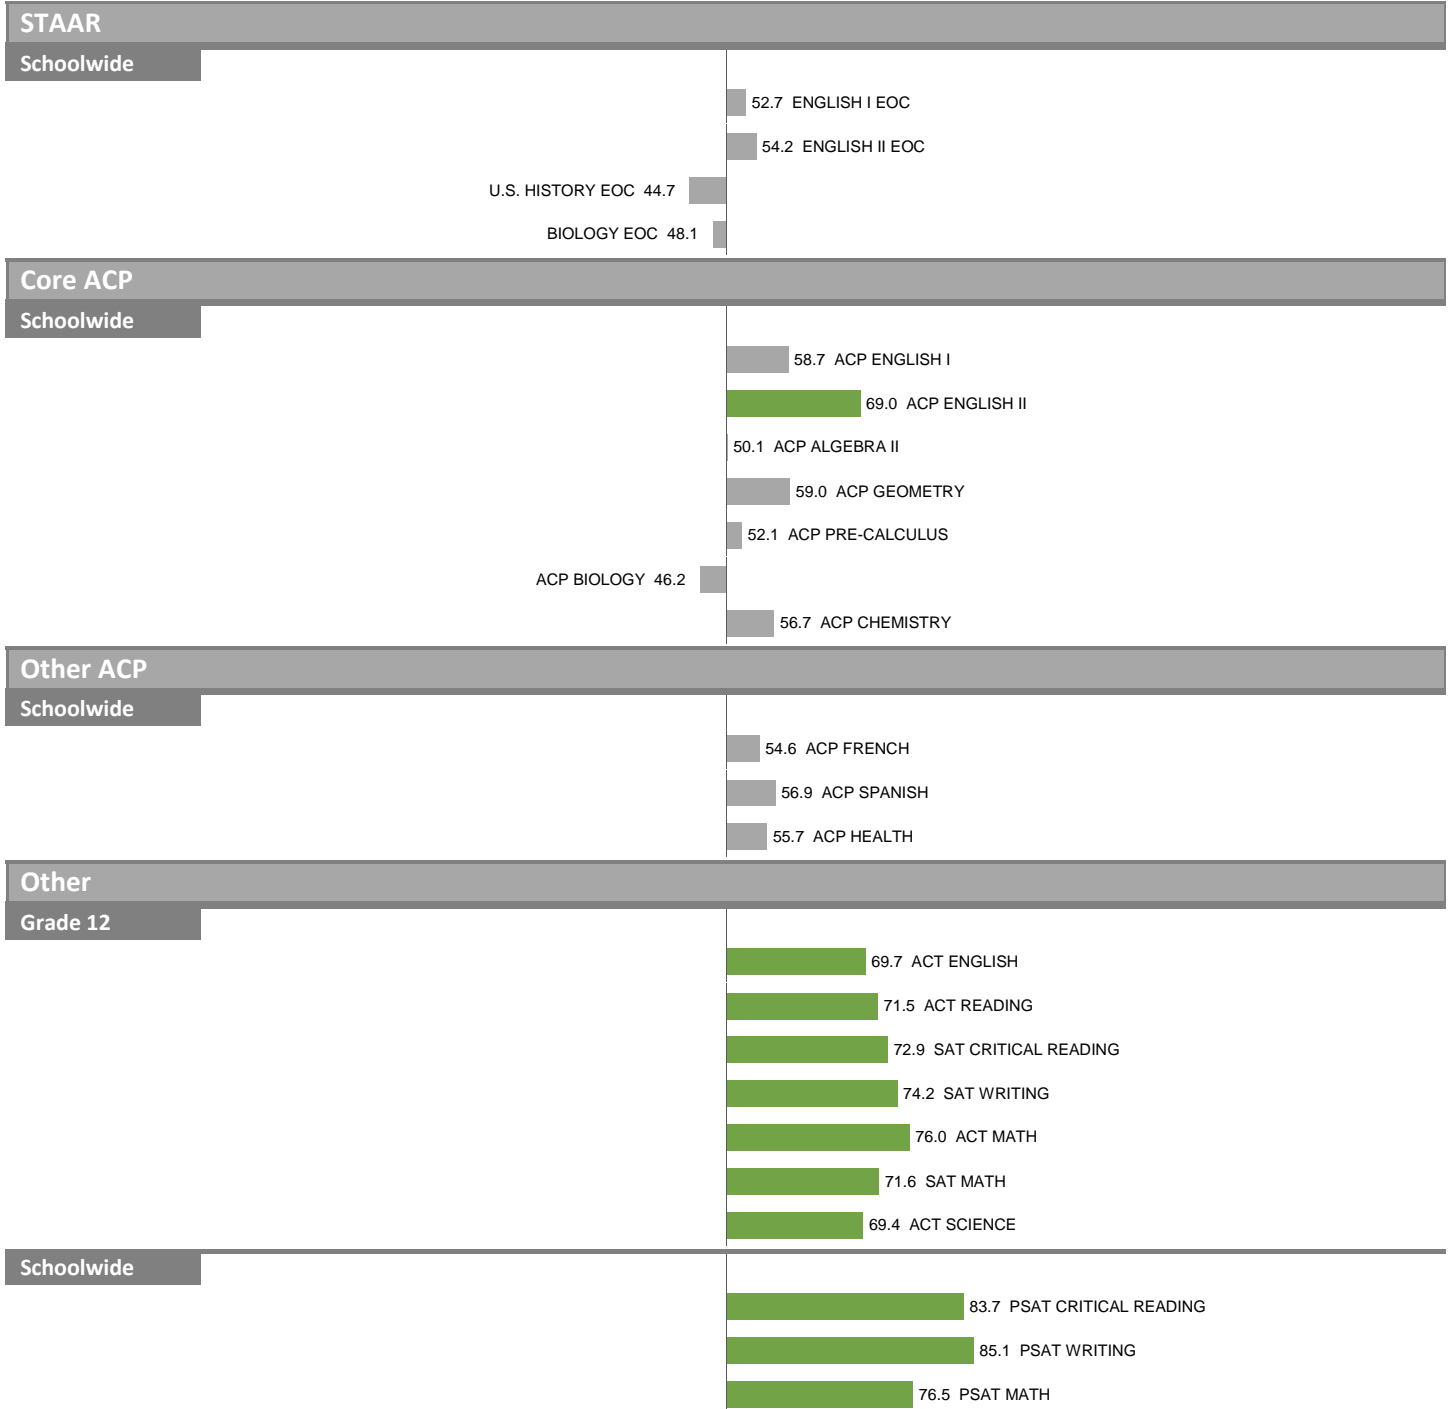 STAAR
Schoolwide
52.7 ENGLISH I EOC
54.2 ENGLISH II EOC
U.S. HISTORY EOC 44.7
BIOLOGY EOC 48.1
Core ACP
Schoolwide
58.7 ACP ENGLISH I
69.0 ACP ENGLISH II
50.1 ACP ALGEBRA II
59.0 ACP GEOMETRY
52.1 ACP PRE-CALCULUS
ACP BIOLOGY 46.2
56.7 ACP CHEMISTRY
Other ACP
Schoolwide
54.6 ACP FRENCH
56.9 ACP SPANISH
55.7 ACP HEALTH
Other
Grade 12
69.7 ACT ENGLISH
71.5 ACT READING
72.9 SAT CRITICAL READING
74.2 SAT WRITING
76.0 ACT MATH
71.6 SAT MATH
69.4 ACT SCIENCE
Schoolwide
83.7 PSAT CRITICAL READING
85.1 PSAT WRITING
76.5 PSAT MATH